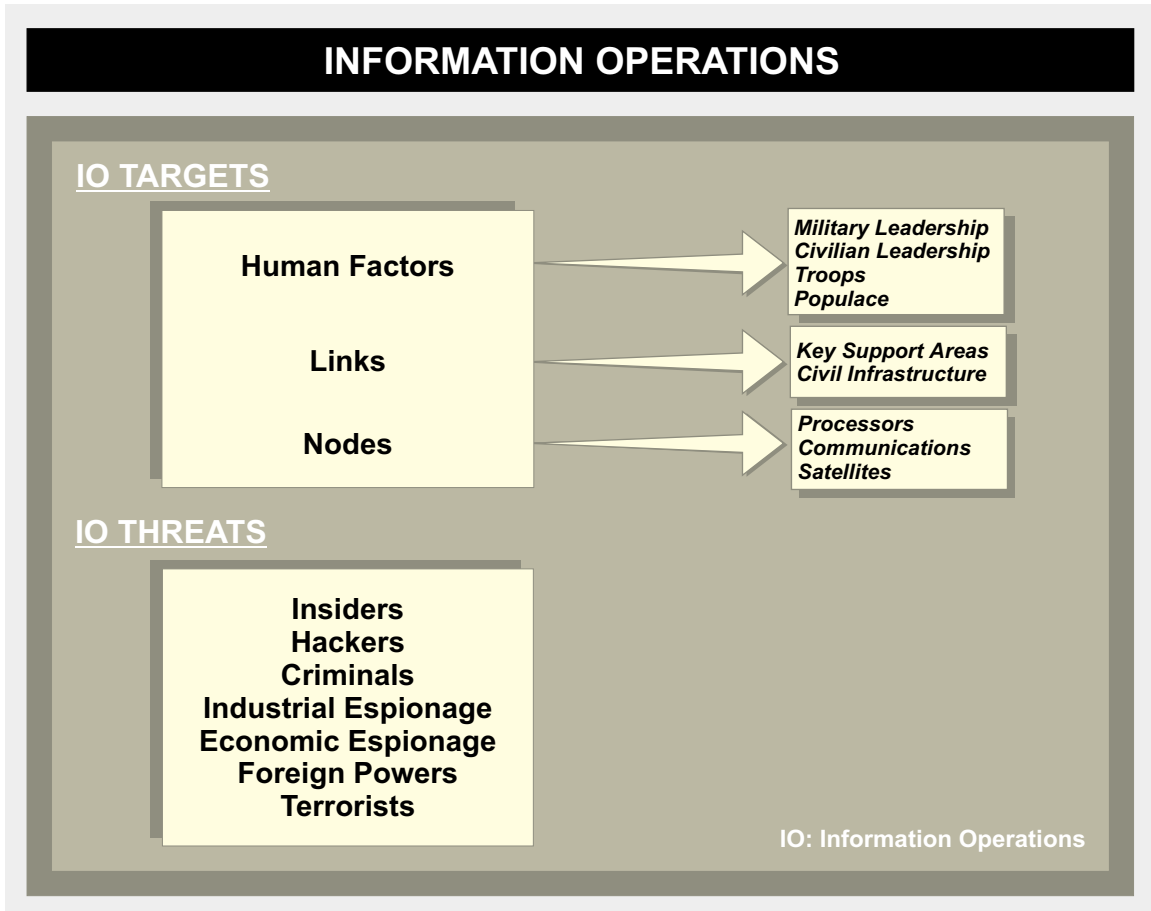 INFORMATION OPERATIONS
IO TARGETS
Human Factors
Military Leadership
Civilian Leadership
Troops
Populace
Links
Key Support Areas
Civil Infrastructure
Nodes
Processors
Communications
Satellites
IO THREATS
Insiders
Hackers
Criminals
Industrial Espionage
Economic Espionage
Foreign Powers
Terrorists
IO: Information Operations